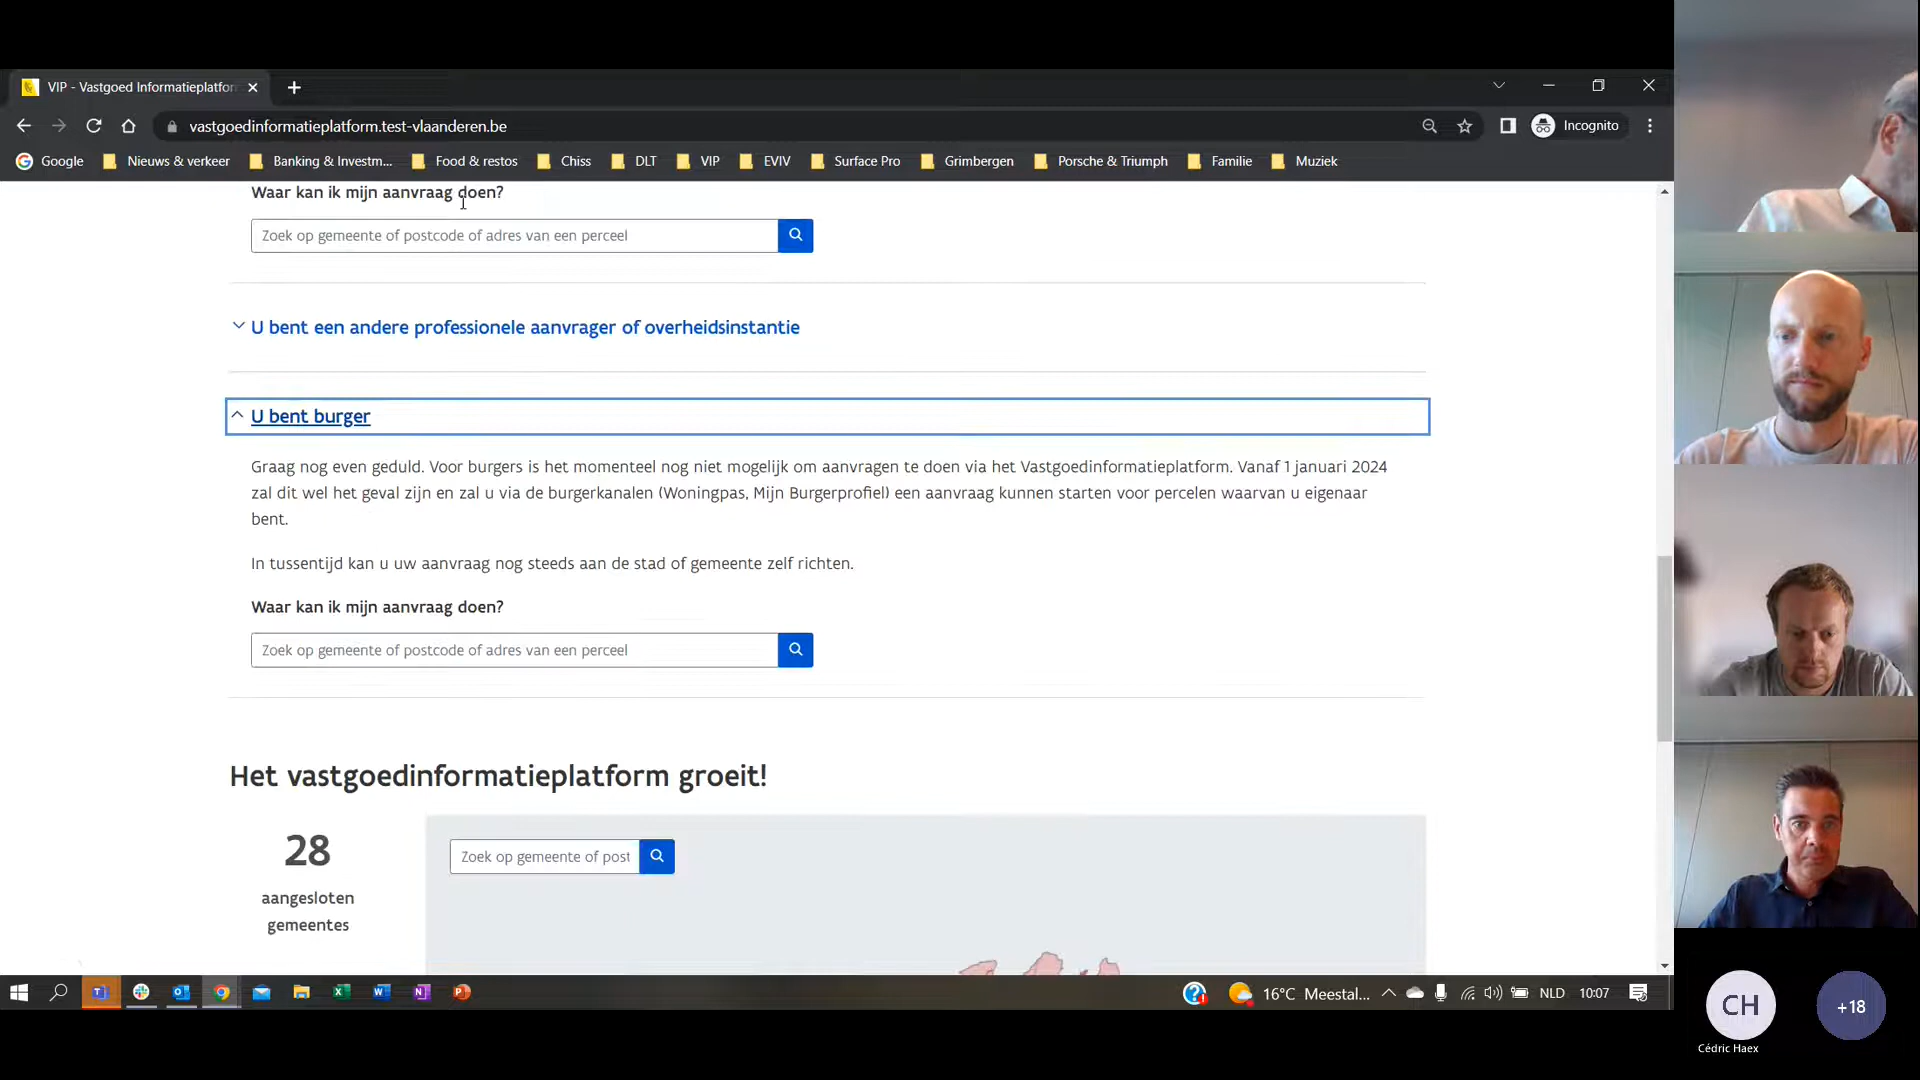 VIP - Vastgoed Informatieplatfor
vastgoedinformatieplatform.test-vlaanderen.be
Incognito
Google
Nieuws & verkeer
Banking & Investm...
Food & restos
Chiss
DLT
VIP
EVIV
Surface Pro
Grimbergen
Porsche & Triumph
Familie
Muziek
Waar kan ik mijn aanvraag doen?
Zoek op gemeente of postcode of adres van een perceel
U bent een andere professionele aanvrager of overheidsinstantie
U bent burger
Graag nog even geduld. Voor burgers is het momenteel nog niet mogelijk om aanvragen te doen via het Vastgoedinformatieplatform. Vanaf 1 januari 2024
zal dit wel het geval zijn en zal u via de burgerkanalen (Woningpas, Mijn Burgerprofiel) een aanvraag kunnen starten voor percelen waarvan u eigenaar
bent.
In tussentijd kan u uw aanvraag nog steeds aan de stad of gemeente zelf richten.
Waar kan ik mijn aanvraag doen?
Zoek op gemeente of postcode of adres van een perceel
Het vastgoedinformatieplatform groeit!
28
aangesloten
gemeentes
Zoek op gemeente of post
16°C Meestal...
NLD
10:07
CH
Cédric Haex
+18